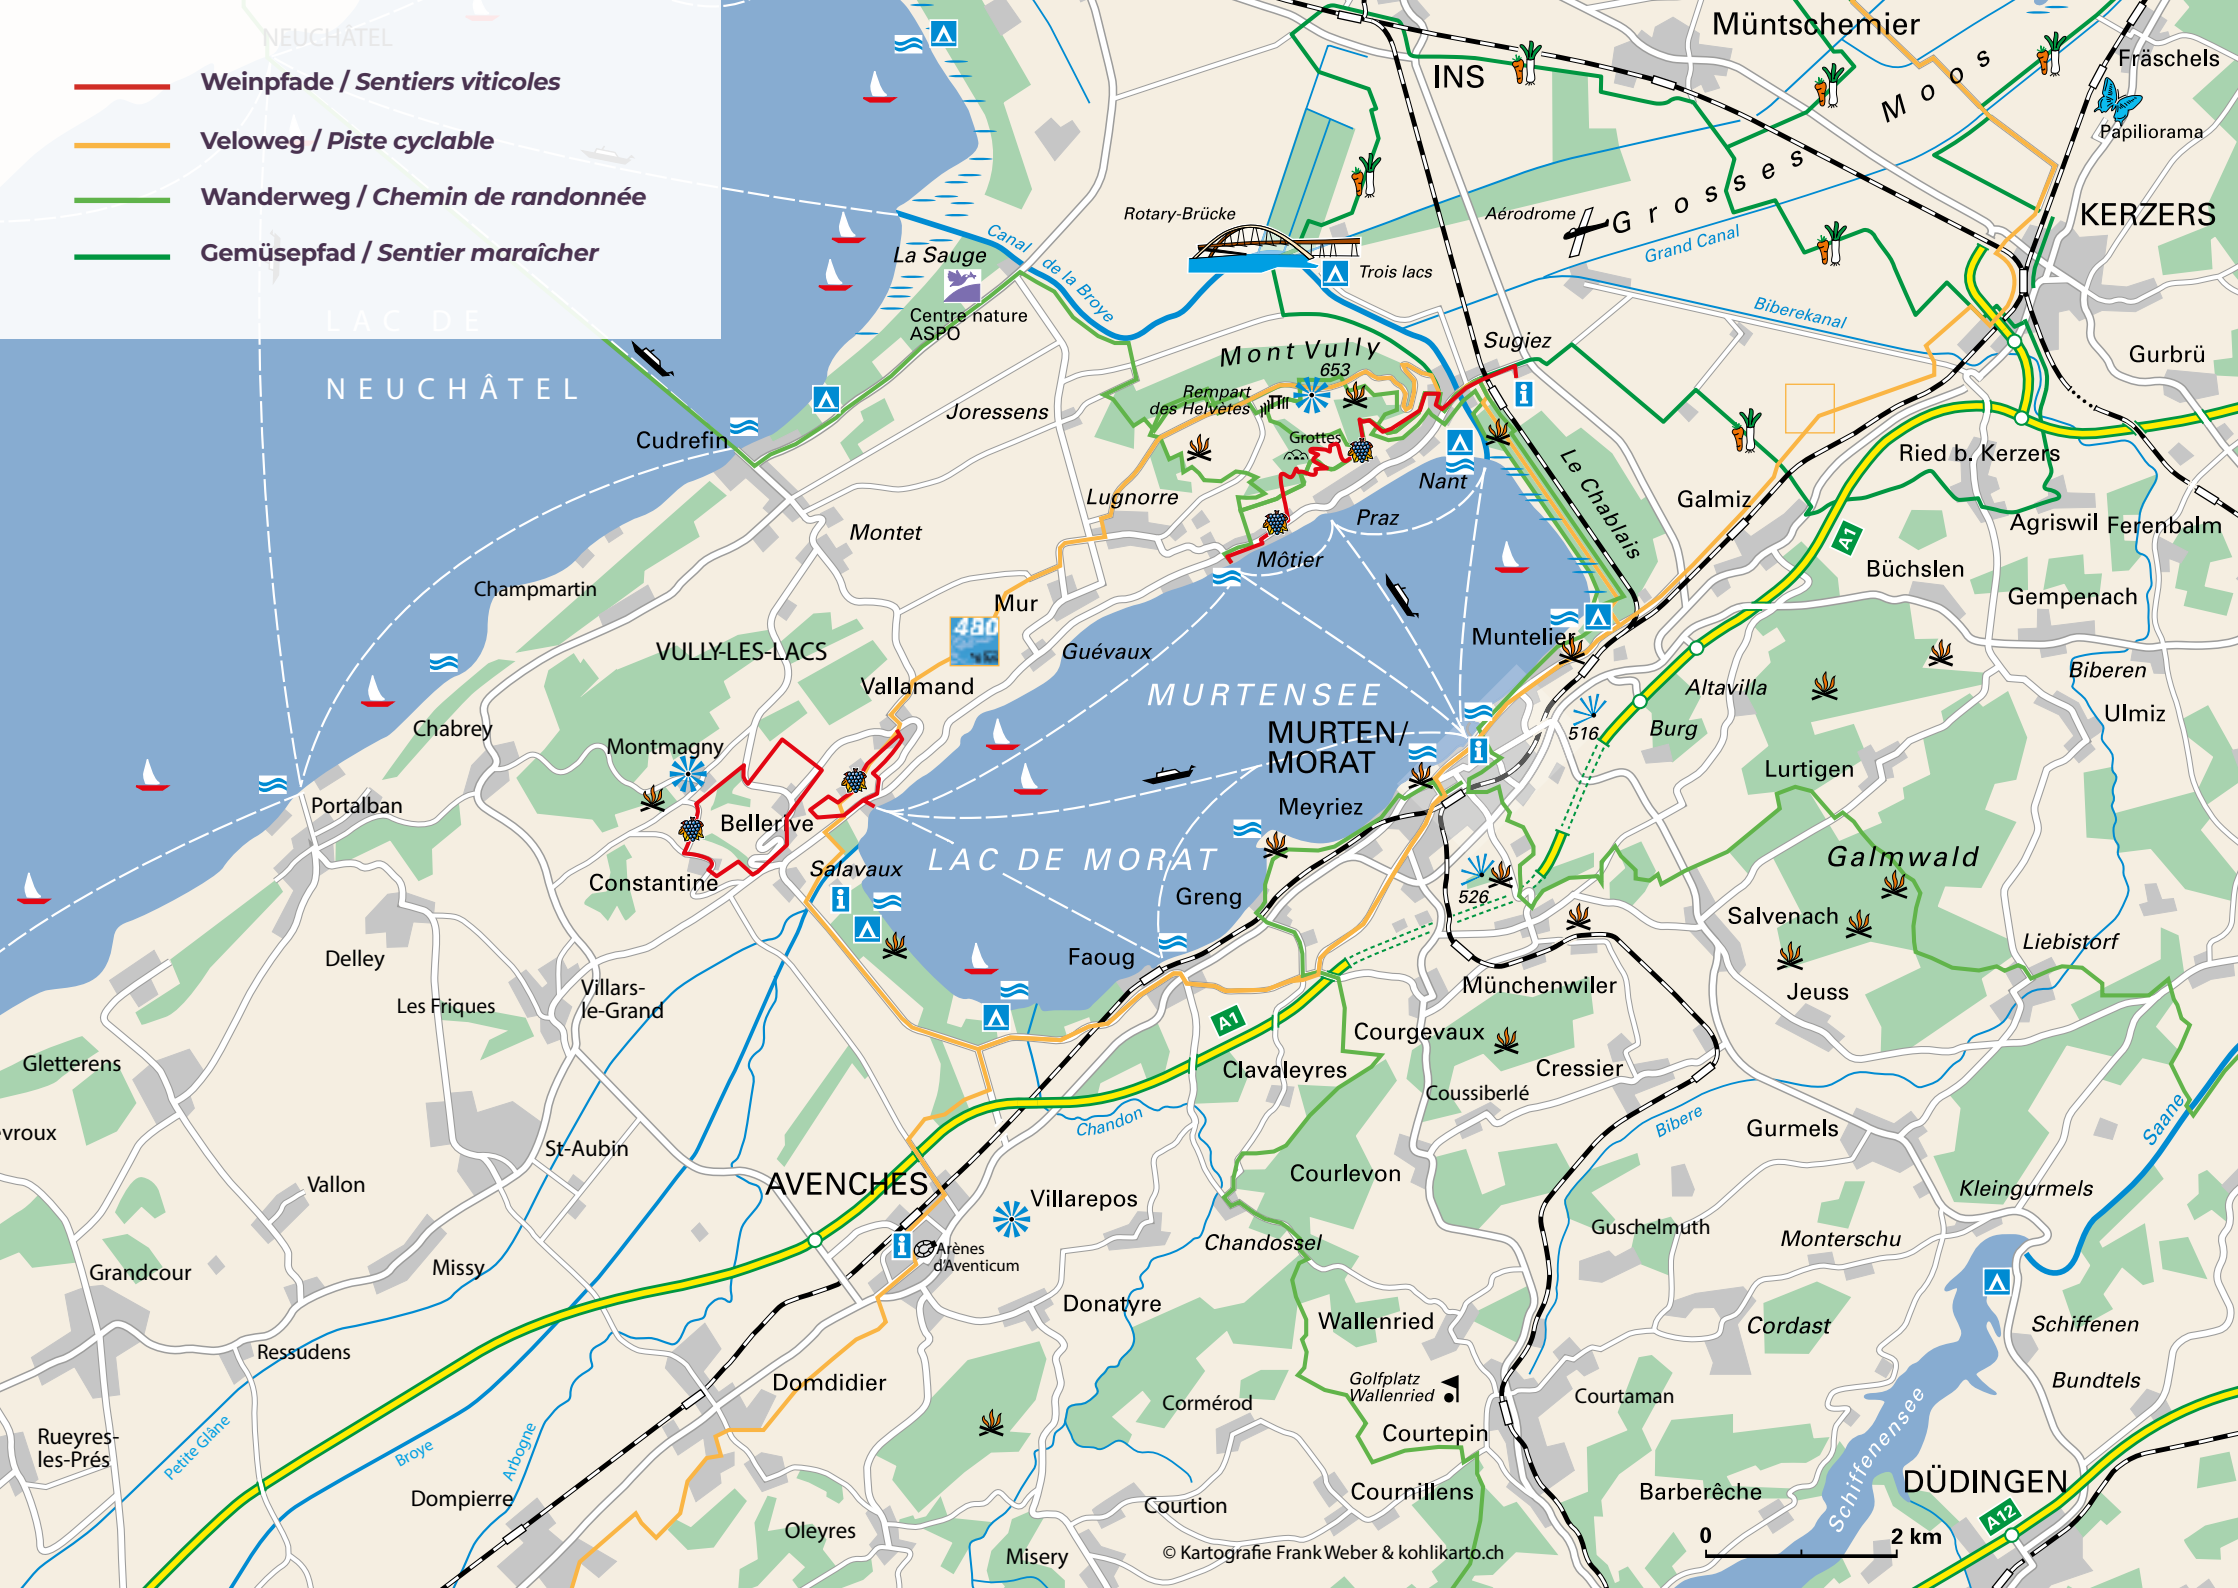 NEUCHÂTEL
Weinpfade / Sentiers viticoles
Veloweg / Piste cyclable
Wanderweg / Chemin de randonnée
Gemüsepfad / Sentier maraîcher
LAC DE
NEUCHÂTEL
Müntschemier
INS
Fräschels
Papiliorama
Grosses Moos
KERZERS
Rotary-Brücke
Aérodrome
Grand Canal
Canal
de la Broye
La Sauge
Centre nature
ASPO
Trois lacs
Biberekanal
Sugiez
Mont Vully
653
Gurbrü
Rempart
des Helvètes
Joressens
Grottes
Cudrefin
Ried b. Kerzers
Nant
Le Chablais
Lugnorre
Galmiz
Praz
Agriswil
Ferenbalm
Montet
A1
Môtier
Büchslen
Champmartin
Mur
480
Gempenach
VULLY-LES-LACS
Guévaux
Muntelier
Biberen
Vallamand
MURTENSEE
Altavilla
Ulmiz
Chabrey
Montmagny
MURTEN/
MORAT
516
Burg
Lurtigen
Portalban
Bellerive
Meyriez
Salavaux
LAC DE MORAT
Galmwald
Constantine
Greng
526
Salvenach
Delley
Faoug
Liebistorf
Villars-
le-Grand
Les Friques
Münchenwiler
Jeuss
A1
Courgevaux
Gletterens
Clavaleyres
Cressier
Coussiberlé
Chandon
Bibere
Saane
vroux
Gurmels
St-Aubin
AVENCHES
Courlevon
Vallon
Villarepos
Kleingurmels
Guschelmuth
Arènes
d'Aventicum
Chandossel
Monterschu
Grandcour
Missy
Donatyre
Wallenried
Cordast
Schiffenen
Ressudens
Domdidier
Golfplatz
Wallenried
Bundtels
Cormérod
Courtaman
Rueyres-
les-Prés
Petite Glâne
Broye
Arbogne
Courtepin
Schiffenensee
DÜDINGEN
Dompierre
Courtion
Cournillens
Barberêche
A12
Oleyres
Misery
© Kartografie Frank Weber & kohlikarto.ch
0 2 km